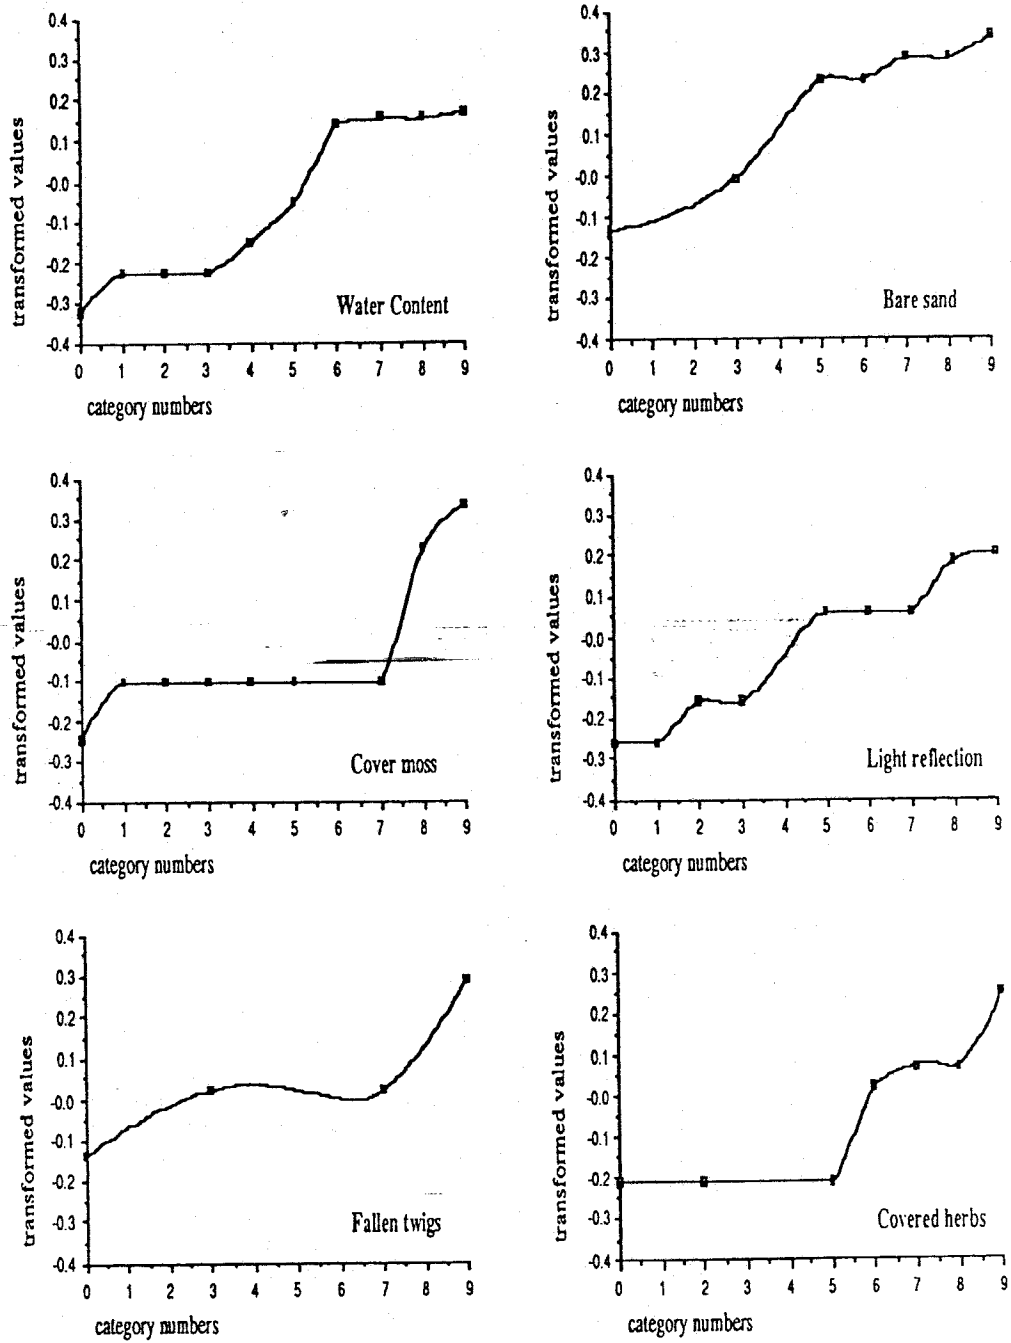 0.4
0.3
0.2
0.1
-0.0
-0.1
-0.2
-0.3
-0.4
transformed values
Water Content
0 1 2 3 4 5 6 7 8 9
category numbers
0.4
0.3
0.2
0.1
-0.0
-0.1
-0.2
-0.3
-0.4
transformed values
Bare sand
0 1 2 3 4 5 6 7 8 9
category numbers
0.4
0.3
0.2
0.1
-0.0
-0.1
-0.2
-0.3
-0.4
transformed values
Cover moss
0 1 2 3 4 5 6 7 8 9
category numbers
0.4
0.3
0.2
0.1
-0.0
-0.1
-0.2
-0.3
-0.4
transformed values
Light reflection
0 1 2 3 4 5 6 7 8 9
category numbers
0.4
0.3
0.2
0.1
-0.0
-0.1
-0.2
-0.3
-0.4
transformed values
Fallen twigs
0 1 2 3 4 5 6 7 8 9
category numbers
0.4
0.3
0.2
0.1
-0.0
-0.1
-0.2
-0.3
-0.4
transformed values
Covered herbs
0 1 2 3 4 5 6 7 8 9
category numbers